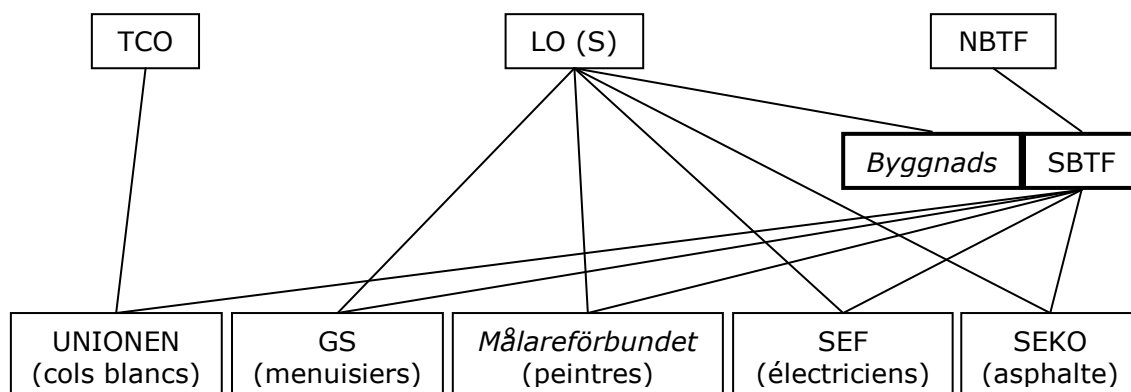 TCO
LO (S)
NBTF
Byggnads
SBTF
UNIONEN
(cols blancs)
GS
(menuisiers)
Målareförbundet
(peintres)
SEF
(électriciens)
SEKO
(asphalte)